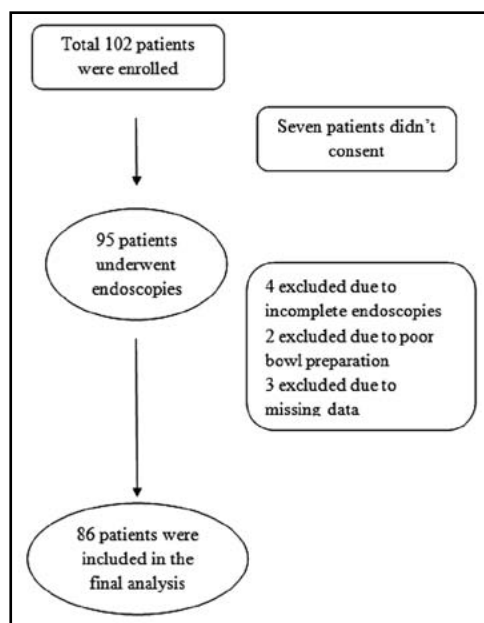 Total 102 patients
were enrolled
Seven patients didn't
consent
95 patients
underwent
endoscopies
4 excluded due to
incomplete endoscopies
2 excluded due to poor
bowl preparation
3 excluded due to
missing data
86 patients were
included in the
final analysis